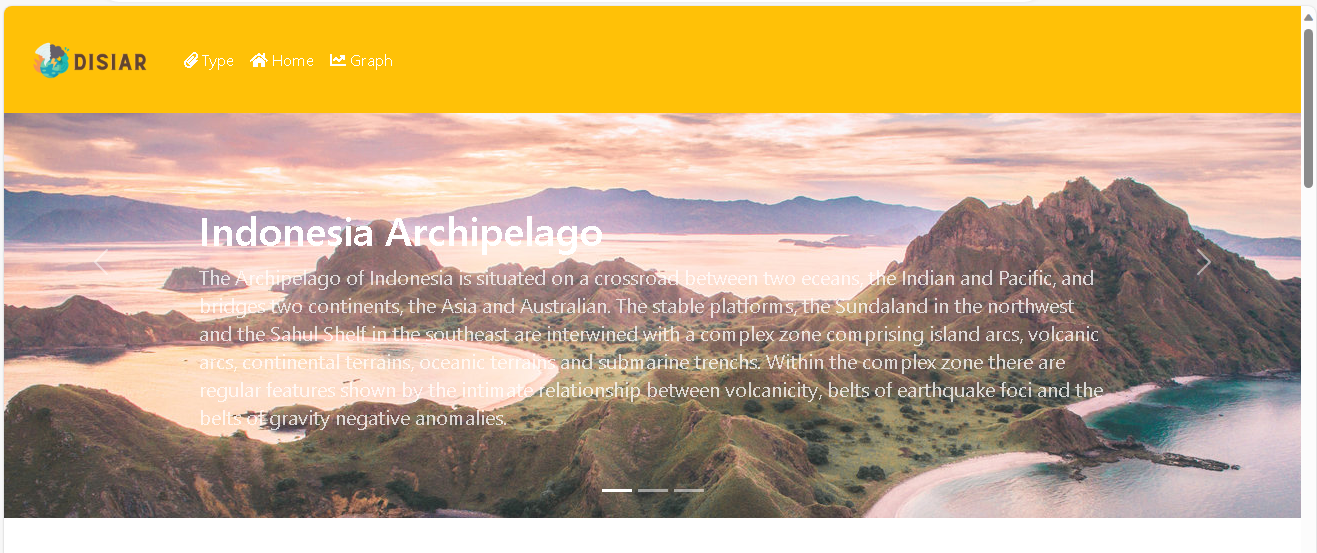 DISIAR
Type Home Graph
Indonesia Archipelago
The Archipelago of Indonesia is situated on a crossroad between two eceans, the Indian and Pacific, and
bridges two continents, the Asia and Australian. The stable platforms, the Sundaland in the northwest
and the Sahul Shelf in the southeast are interwined with a complex zone comprising island arcs, volcanic
arcs, continental terrains, oceanic terrains and submarine trenchs. Within the complex zone there are
regular features shown by the intimate relationship between volcanicity, belts of earthquake foci and the
belts of gravity negative anomalies.